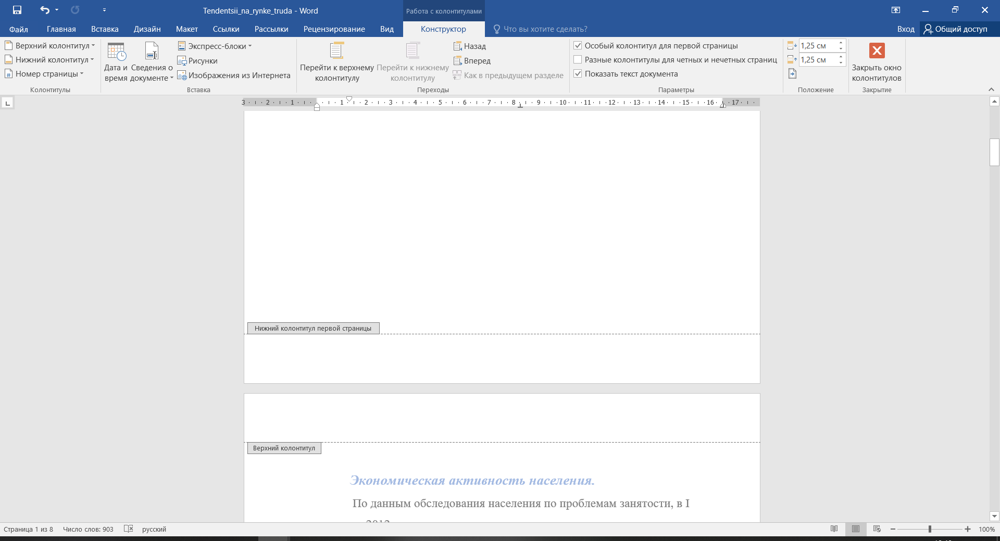 Tendentsii_na_rynke_truda - Word
Работа с колонтитулами
Файл Главная Вставка Дизайн Макет Ссылки Рассылки Рецензирование Вид Конструктор Что вы хотите сделать? Вход Общий доступ
Верхний колонтитул
Нижний колонтитул
Номер страницы
Колонтитулы
Дата и время
Сведения о документе
Экспресс-блоки
Рисунки
Изображения из Интернета
Вставка
Перейти к верхнему колонтитулу
Перейти к нижнему колонтитулу
Назад
Вперед
Как в предыдущем разделе
Переходы
Особый колонтитул для первой страницы
Разные колонтитулы для четных и нечетных страниц
Показать текст документа
Параметры
1,25 см
1,25 см
Положение
Закрыть окно колонтитулов
Закрытие
3 2 1 1 2 3 4 5 6 7 8 9 10 11 12 13 14 15 16 17
Нижний колонтитул первой страницы
Верхний колонтитул
Экономическая активность населения.
По данным обследования населения по проблемам занятости, в I
Страница 1 из 8 Число слов: 903 русский 100%